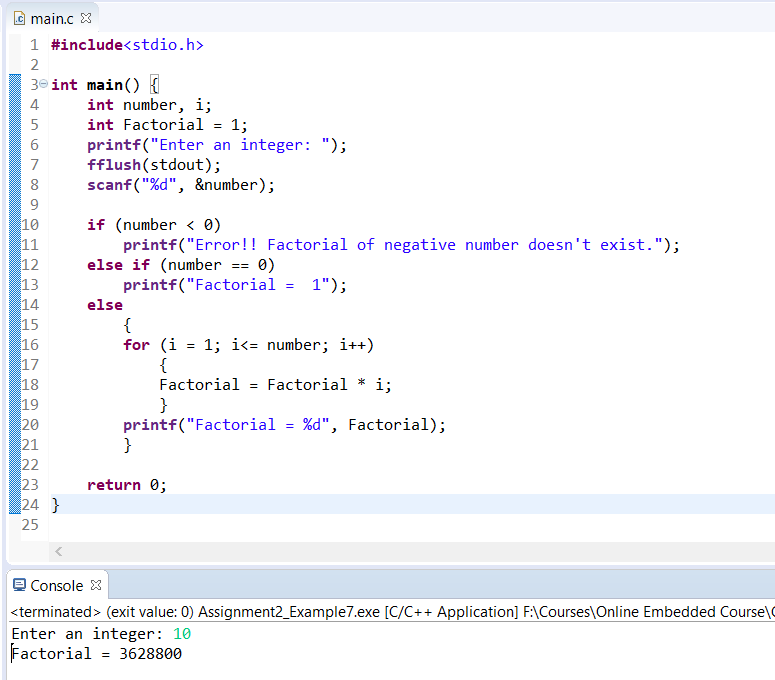 main.c
1 #include<stdio.h>
2
3 int main() {
4     int number, i;
5     int Factorial = 1;
6     printf("Enter an integer: ");
7     fflush(stdout);
8     scanf("%d", &number);
9
10     if (number < 0)
11         printf("Error!! Factorial of negative number doesn't exist.");
12     else if (number == 0)
13         printf("Factorial =  1");
14     else
15         {
16         for (i = 1; i<= number; i++)
17             {
18             Factorial = Factorial * i;
19             }
20         printf("Factorial = %d", Factorial);
21         }
22
23     return 0;
24 }
25
Console
<terminated> (exit value: 0) Assignment2_Example7.exe [C/C++ Application] F:\Courses\Online Embedded Course\
Enter an integer: 10
Factorial = 3628800